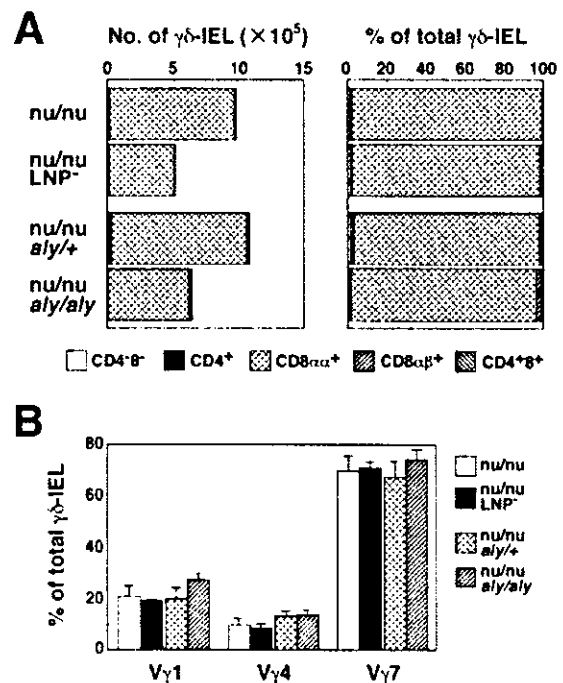 A
No. of γδ-IEL (×10⁵)
% of total γδ-IEL
0 5 10 15
0 20 40 60 80 100
nu/nu
nu/nu
LNP⁻
nu/nu
aly/+
nu/nu
aly/aly
CD4⁻8⁻ CD4⁺ CD8αα⁺ CD8αβ⁺ CD4⁺8⁺
B
% of total γδ-IEL
80
60
40
20
0
Vγ1 Vγ4 Vγ7
nu/nu
nu/nu
LNP⁻
nu/nu
aly/+
nu/nu
aly/aly